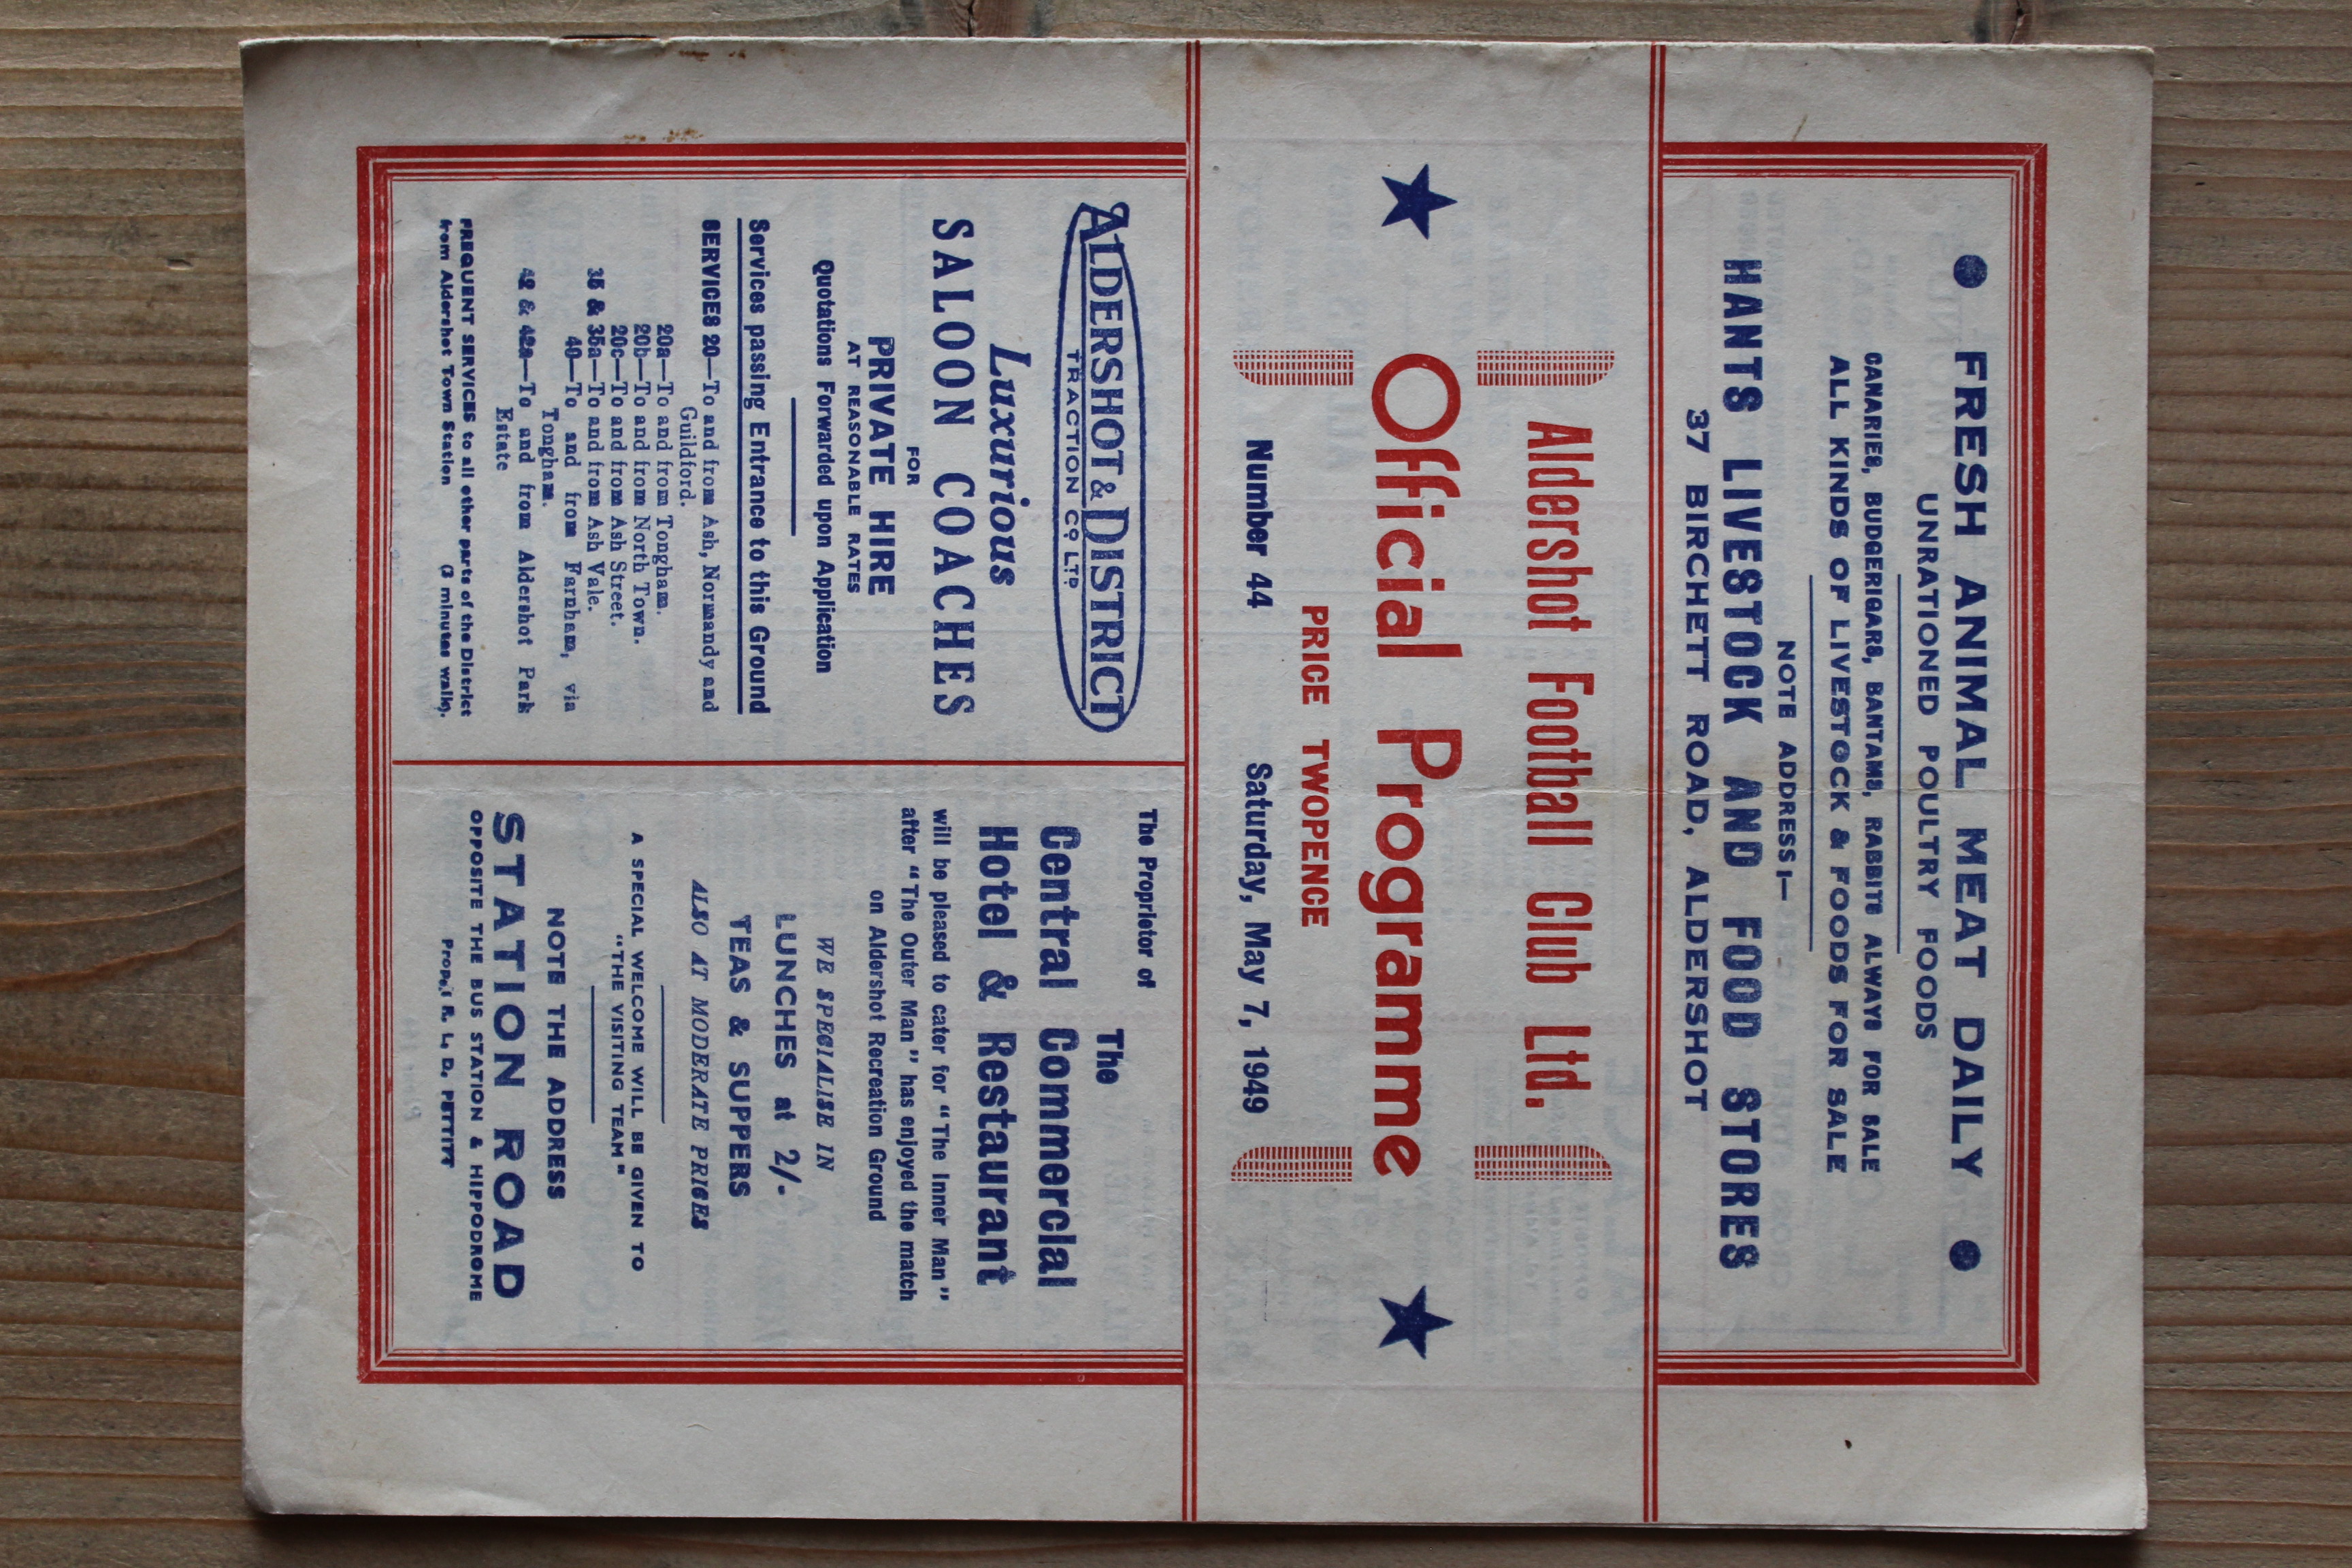 ● FRESH ANIMAL MEAT DAILY ●
UNRATIONED POULTRY FOODS
CANARIES, BUDGERIGARS, BANTAMS, RABBITS ALWAYS FOR SALE
ALL KINDS OF LIVESTOCK & FOODS FOR SALE
NOTE ADDRESS:—
HANTS LIVESTOCK AND FOOD STORES
37 BIRCHETT ROAD, ALDERSHOT
Aldershot Football Club Ltd.
★ Official Programme ★
PRICE TWOPENCE
Number 44 Saturday, May 7, 1949
ALDERSHOT & DISTRICT
TRACTION CO. LTD.
Luxurious
SALOON COACHES
FOR
PRIVATE HIRE
AT REASONABLE RATES
Quotations Forwarded upon Application
Services passing Entrance to this Ground
SERVICES 20—To and from Ash, Normandy and
Guildford.
20a—To and from Tongham.
20b—To and from North Town.
20c—To and from Ash Street.
35 & 35a—To and from Ash Vale.
40—To and from Farnham, via
Tongham.
42 & 42a—To and from Aldershot Park
Estate
FREQUENT SERVICES to all other parts of the District
from Aldershot Town Station (3 minutes walk).
The Proprietor of
The
Central Commercial
Hotel & Restaurant
will be pleased to cater for "The Inner Man"
after "The Outer Man" has enjoyed the match
on Aldershot Recreation Ground
WE SPECIALISE IN
LUNCHES at 2/-
TEAS & SUPPERS
ALSO AT MODERATE PRICES
A SPECIAL WELCOME WILL BE GIVEN TO
"THE VISITING TEAM"
NOTE THE ADDRESS
STATION ROAD
OPPOSITE THE BUS STATION & HIPPODROME
Prop.: R. L. D. PETTITT